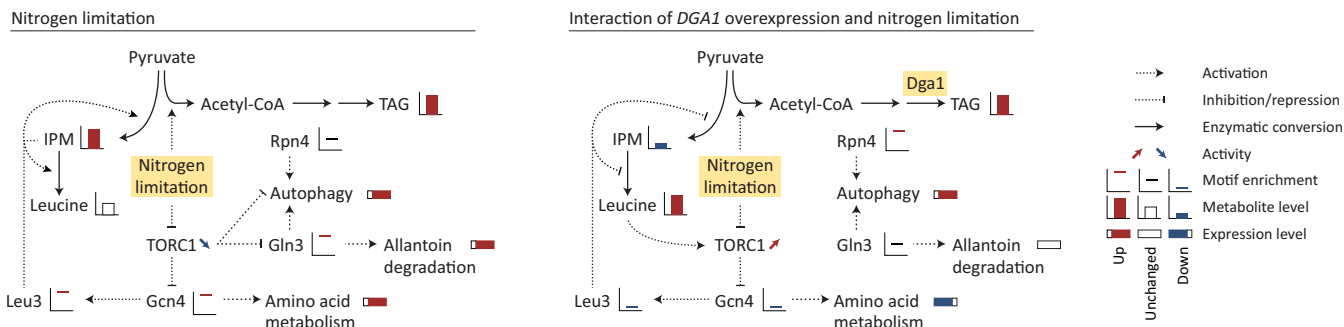 Nitrogen limitation
Pyruvate
Acetyl-CoA
TAG
IPM
Rpn4
Nitrogen
limitation
Autophagy
Leucine
TORC1
Gln3
Allantoin
degradation
Leu3
Gcn4
Amino acid
metabolism
Interaction of DGA1 overexpression and nitrogen limitation
Pyruvate
Dga1
Acetyl-CoA
TAG
IPM
Rpn4
Nitrogen
limitation
Autophagy
Leucine
TORC1
Gln3
Allantoin
degradation
Leu3
Gcn4
Amino acid
metabolism
Activation
Inhibition/repression
Enzymatic conversion
Activity
Motif enrichment
Metabolite level
Expression level
Up
Unchanged
Down